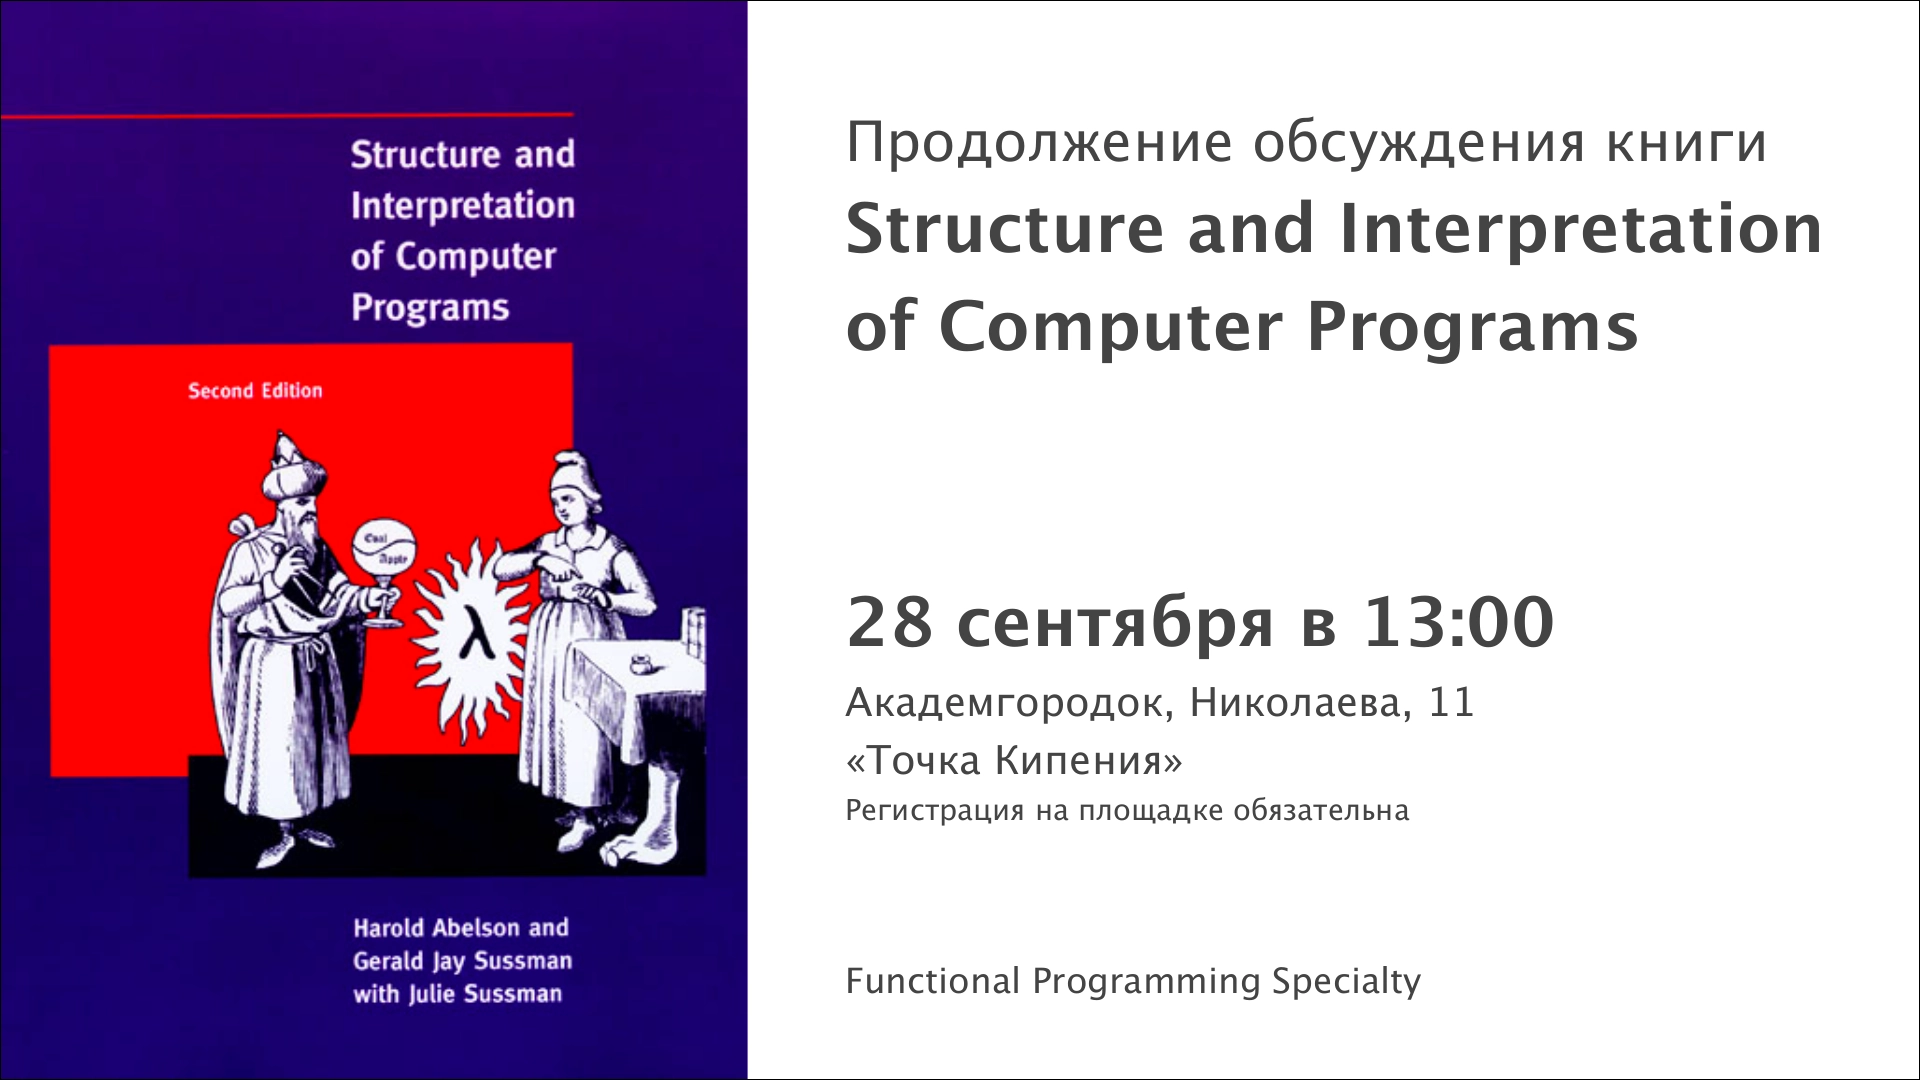 Structure and
Interpretation
of Computer
Programs
Second Edition
Coal
Apple
λ
Harold Abelson and
Gerald Jay Sussman
with Julie Sussman
Продолжение обсуждения книги
Structure and Interpretation
of Computer Programs
28 сентября в 13:00
Академгородок, Николаева, 11
«Точка Кипения»
Регистрация на площадке обязательна
Functional Programming Specialty